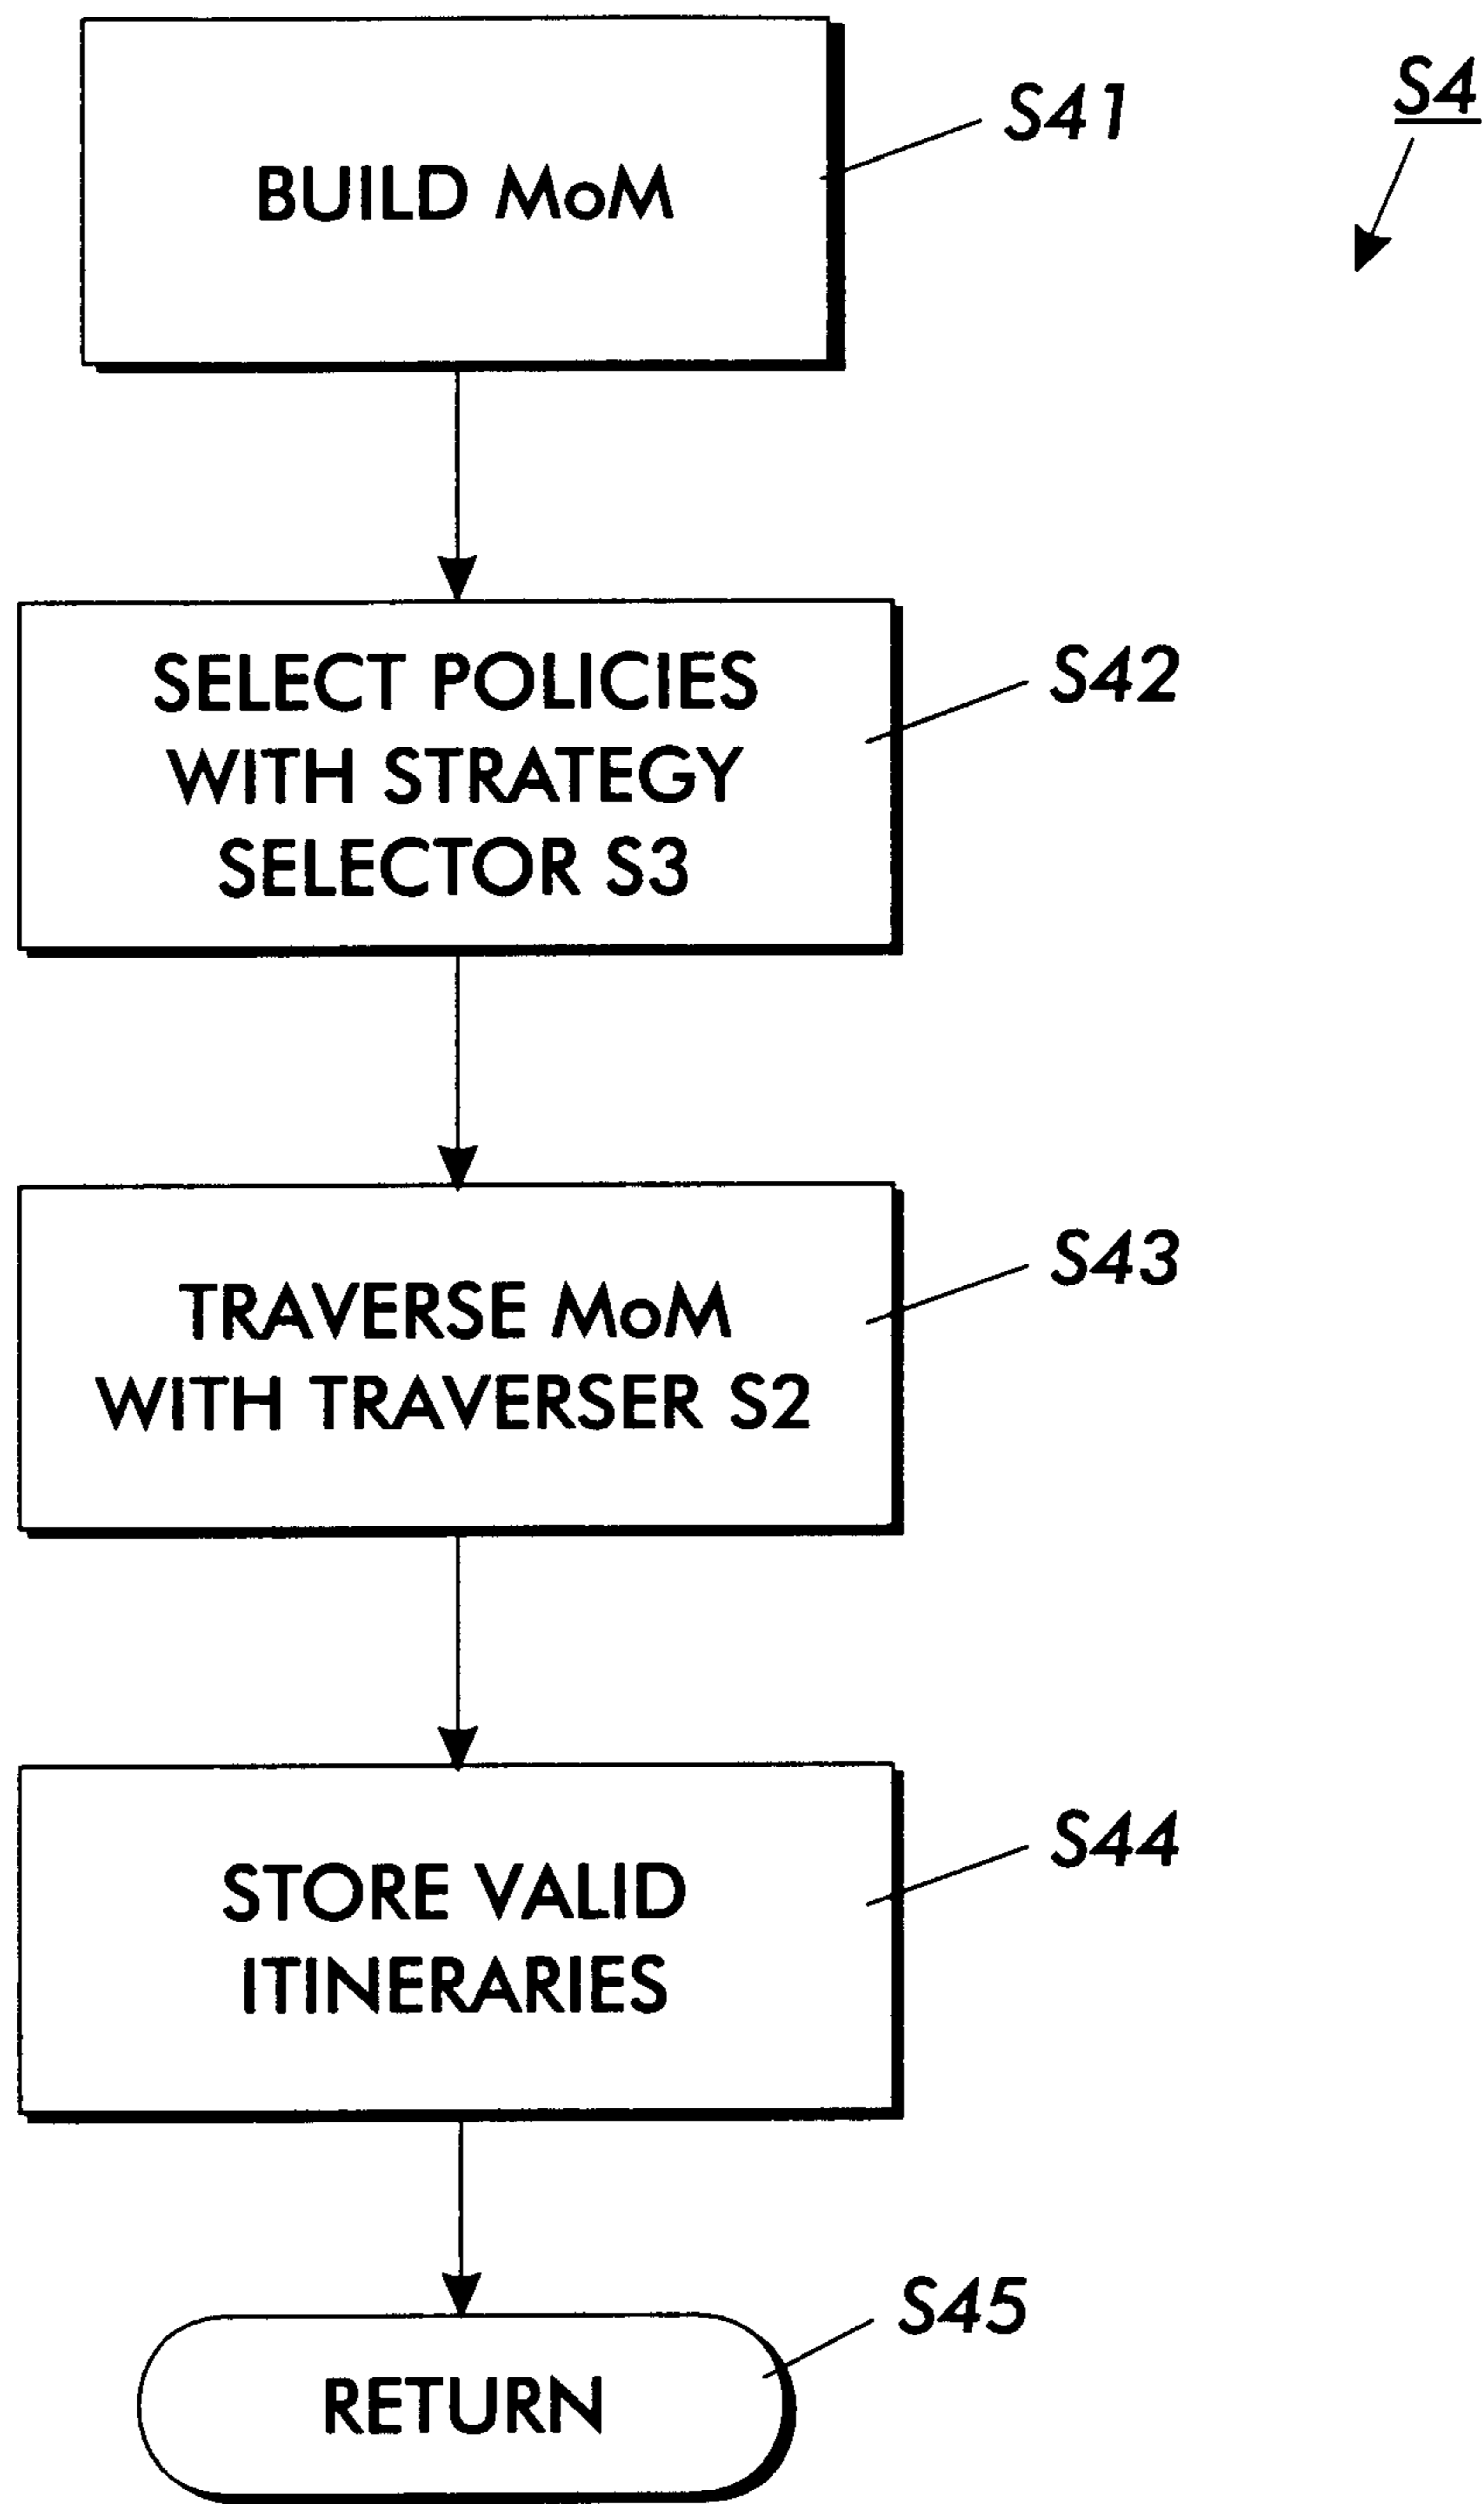 S4
BUILD MoM
S41
SELECT POLICIES
WITH STRATEGY
SELECTOR S3
S42
TRAVERSE MoM
WITH TRAVERSER S2
S43
STORE VALID
ITINERARIES
S44
RETURN
S45